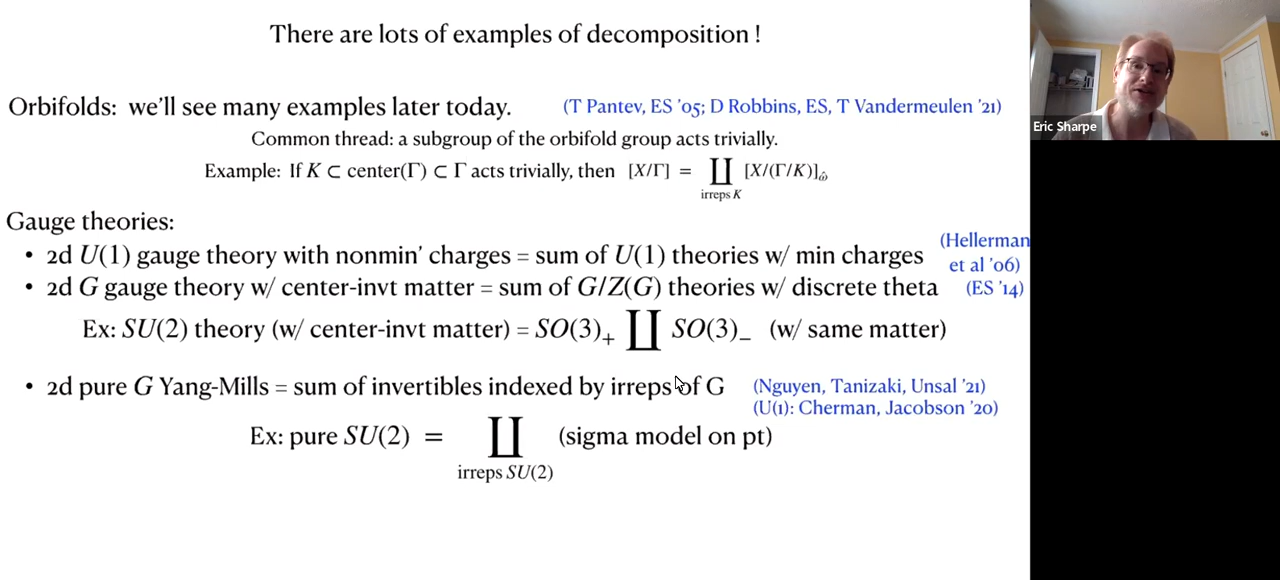 There are lots of examples of decomposition !
Orbifolds: we'll see many examples later today. (T Pantev, ES '05; D Robbins, ES, T Vandermeulen '21)
Common thread: a subgroup of the orbifold group acts trivially.
Example: If K ⊂ center(Γ) ⊂ Γ acts trivially, then [X/Γ] = ∐ [X/(Γ/K)]_ω̂
irreps K
Gauge theories:
• 2d U(1) gauge theory with nonmin' charges = sum of U(1) theories w/ min charges (Hellerman et al '06)
• 2d G gauge theory w/ center-invt matter = sum of G/Z(G) theories w/ discrete theta (ES '14)
Ex: SU(2) theory (w/ center-invt matter) = SO(3)₊ ∐ SO(3)₋ (w/ same matter)
• 2d pure G Yang-Mills = sum of invertibles indexed by irreps of G (Nguyen, Tanizaki, Unsal '21)
(U(1): Cherman, Jacobson '20)
Ex: pure SU(2) = ∐ (sigma model on pt)
irreps SU(2)
Eric Sharpe